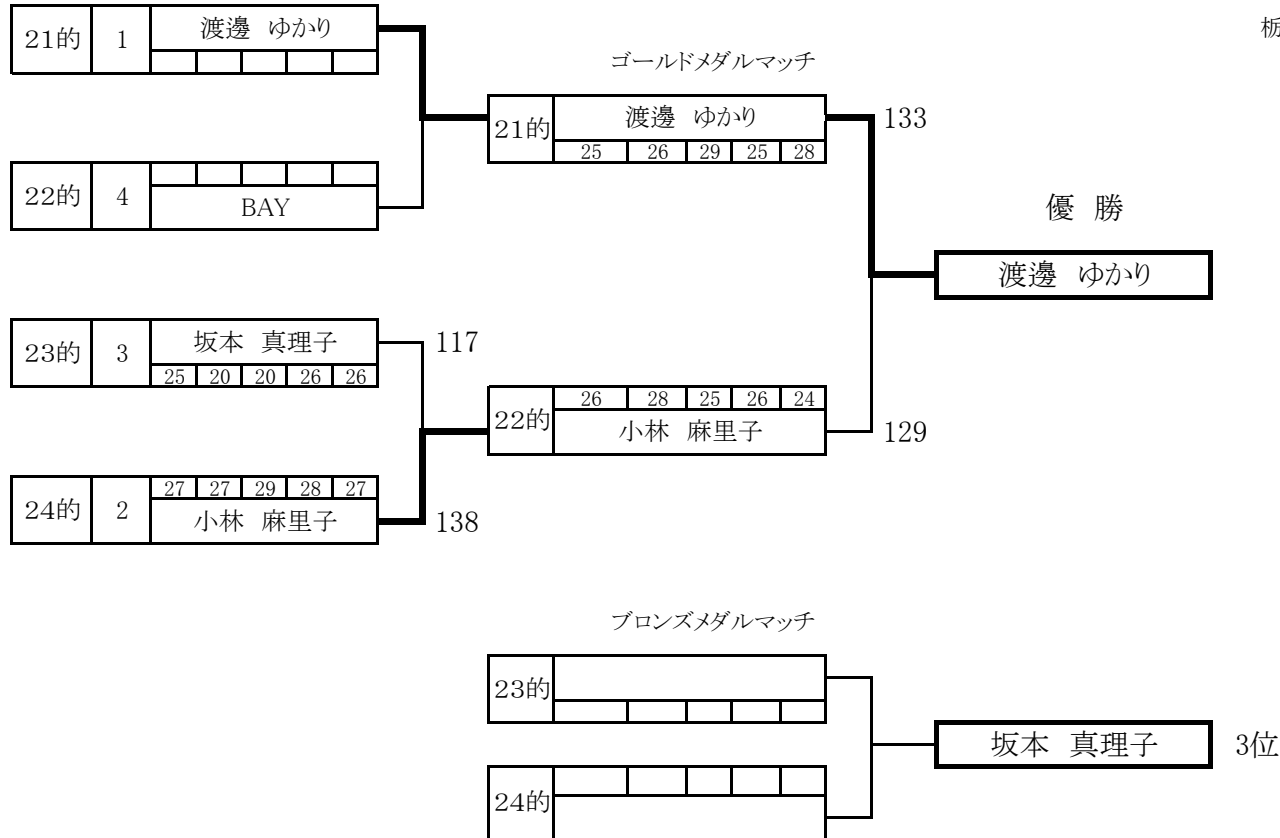 栃
21的 1 渡邊 ゆかり
ゴールドメダルマッチ
21的 渡邊 ゆかり 133
25 26 29 25 28
22的 4 BAY
優 勝
渡邊 ゆかり
23的 3 坂本 真理子 117
25 20 20 26 26
26 28 25 26 24
22的 小林 麻里子 129
27 27 29 28 27
24的 2 小林 麻里子 138
ブロンズメダルマッチ
23的
坂本 真理子 3位
24的